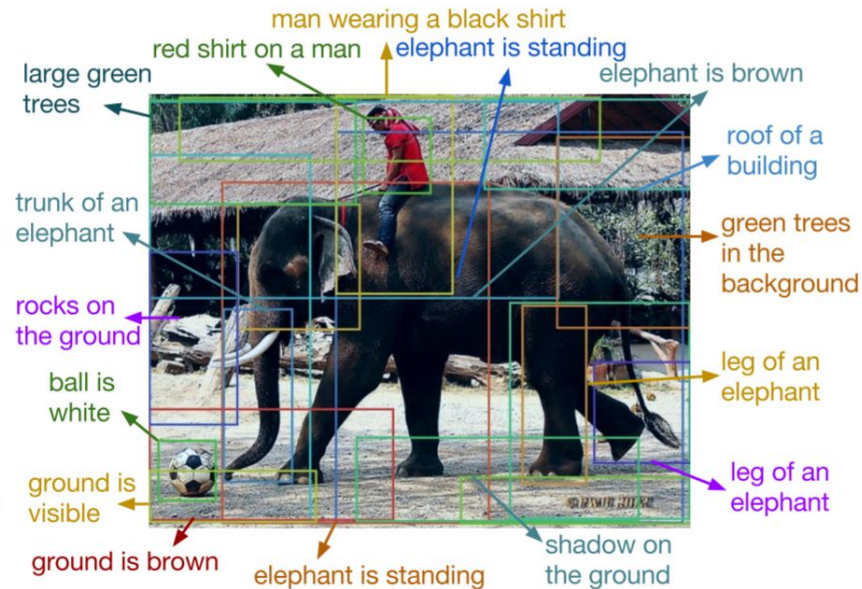 man wearing a black shirt
red shirt on a man
elephant is standing
large green
trees
elephant is brown
roof of a
building
trunk of an
elephant
green trees
in the
background
rocks on
the ground
leg of an
elephant
ball is
white
leg of an
elephant
ground is
visible
shadow on
the ground
ground is brown
elephant is standing